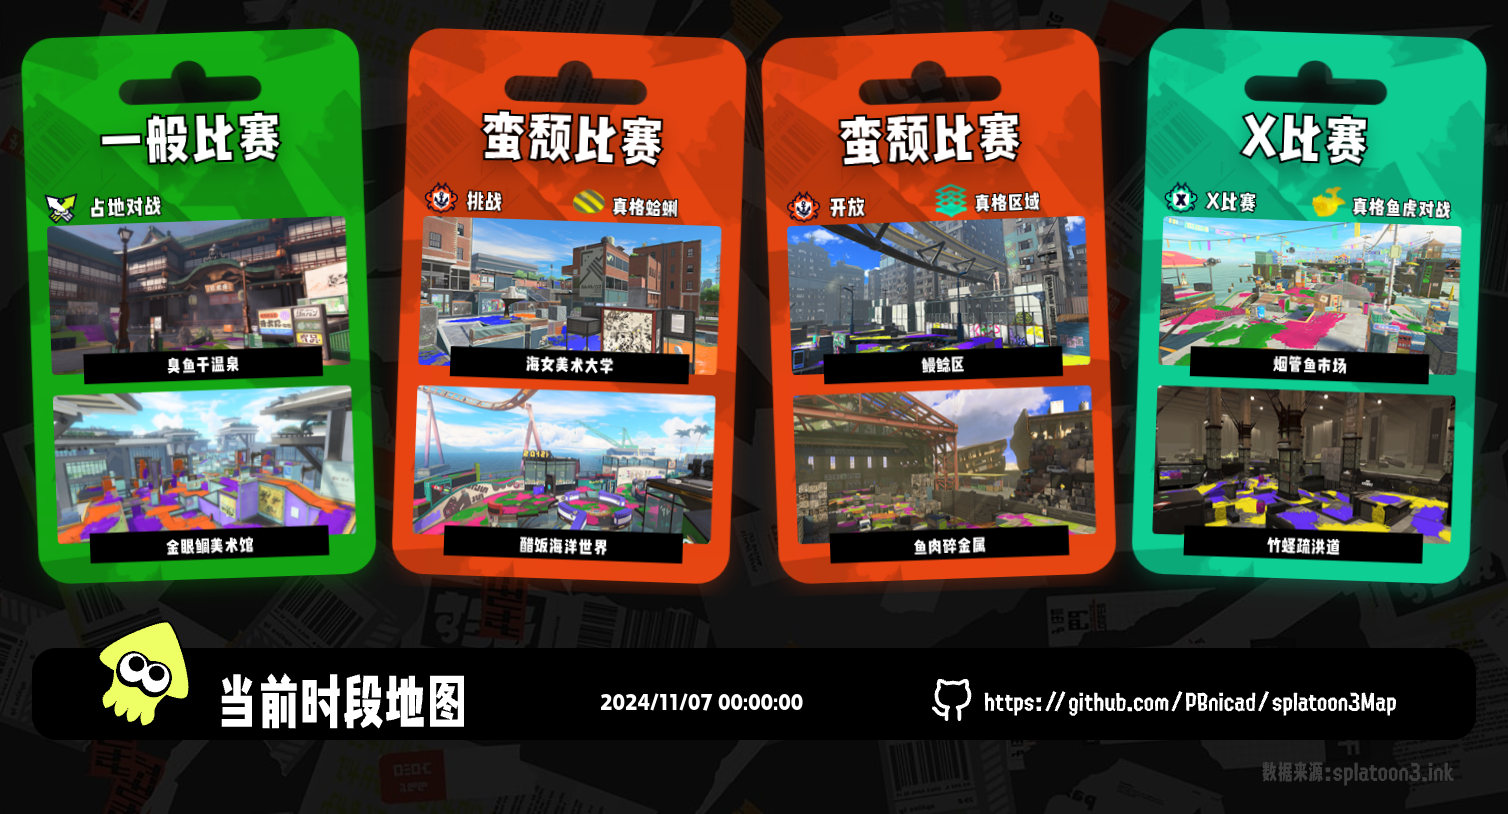 一般比赛
占地对战
臭鱼干温泉
金眼鲷美术馆
蛮颓比赛
挑战
真格蛤蜊
海女美术大学
醋饭海洋世界
蛮颓比赛
开放
真格区域
鳗鲶区
鱼肉碎金属
X比赛
X比赛
真格鱼虎对战
烟管鱼市场
竹蛏疏洪道
当前时段地图
2024/11/07 00:00:00
https://github.com/PBnicad/splatoon3Map
数据来源:splatoon3.ink